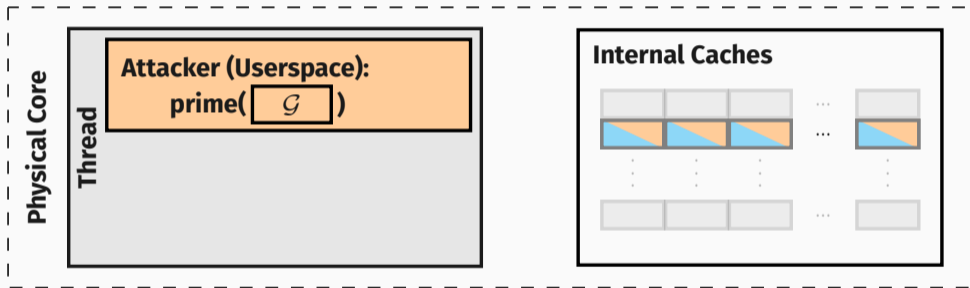 Physical Core
Thread
Attacker (Userspace):
prime( 𝒢 )
Internal Caches
...
...
...